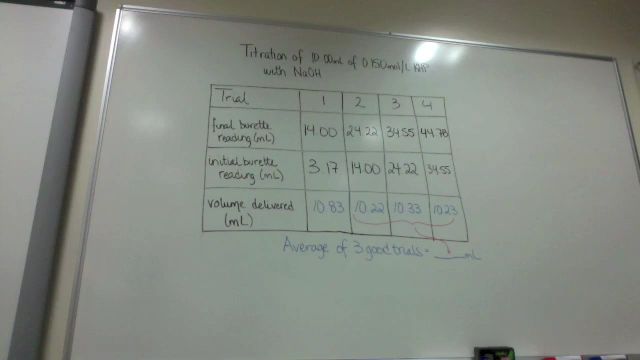 Titration of 10.00mL of 0.150mol/L KHP
with NaOH
Trial 1 2 3 4
final burette reading (mL) 14.00 24.22 34.55 44.78
initial burette reading (mL) 3.17 14.00 24.22 34.55
volume delivered (mL) 10.83 10.22 10.33 10.23
Average of 3 good trials = ____mL